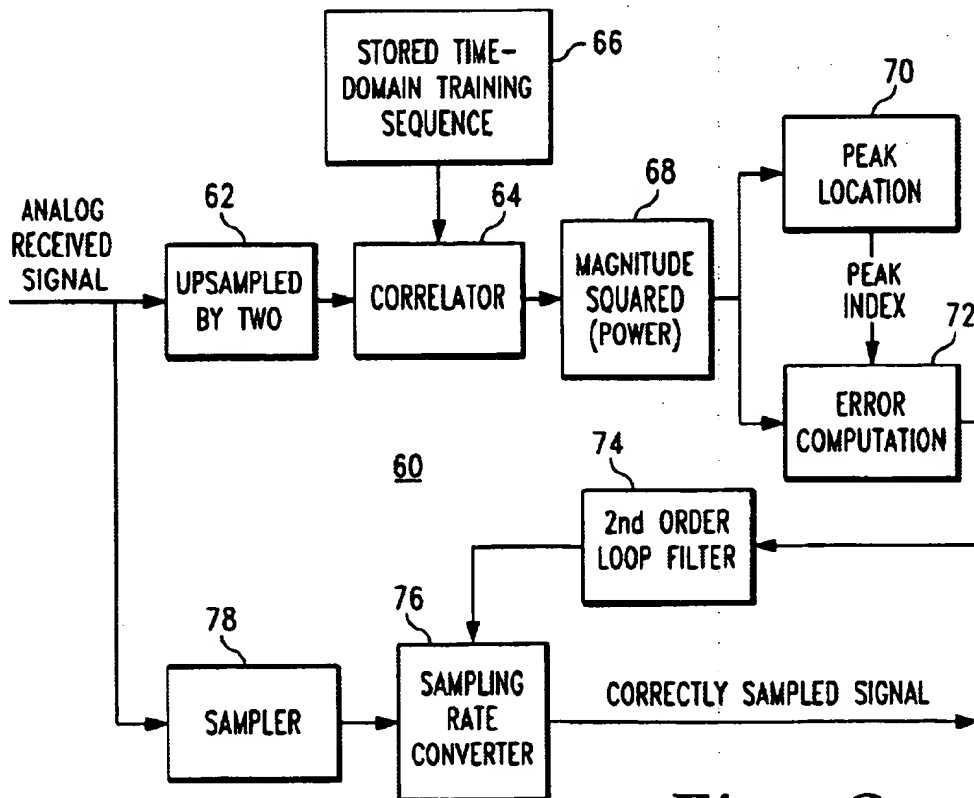 STORED TIME-
DOMAIN TRAINING
SEQUENCE
66
70
PEAK
LOCATION
ANALOG
RECEIVED
SIGNAL
62
UPSAMPLED
BY TWO
64
CORRELATOR
68
MAGNITUDE
SQUARED
(POWER)
PEAK
INDEX
72
ERROR
COMPUTATION
60
74
2nd ORDER
LOOP FILTER
78
SAMPLER
76
SAMPLING
RATE
CONVERTER
CORRECTLY SAMPLED SIGNAL